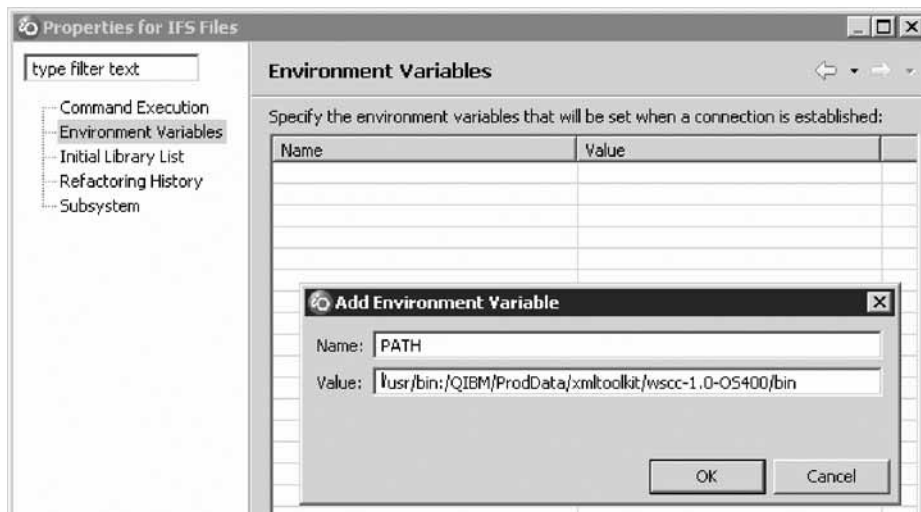 Properties for IFS Files
type filter text
Command Execution
Environment Variables
Initial Library List
Refactoring History
Subsystem
Environment Variables
Specify the environment variables that will be set when a connection is established:
Name Value
Add Environment Variable
Name: PATH
Value: /usr/bin:/QIBM/ProdData/xmltoolkit/wscc-1.0-OS400/bin
OK Cancel